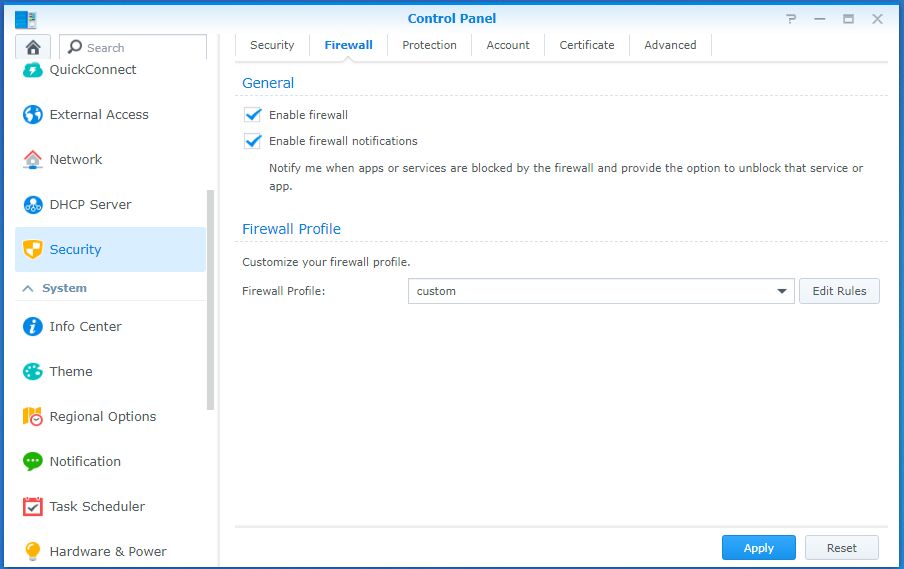 Control Panel
?
Search
QuickConnect
External Access
Network
DHCP Server
Security
System
Info Center
Theme
Regional Options
Notification
Task Scheduler
Hardware & Power
Security Firewall Protection Account Certificate Advanced
General
Enable firewall
Enable firewall notifications
Notify me when apps or services are blocked by the firewall and provide the option to unblock that service or
app.
Firewall Profile
Customize your firewall profile.
Firewall Profile: custom Edit Rules
Apply Reset